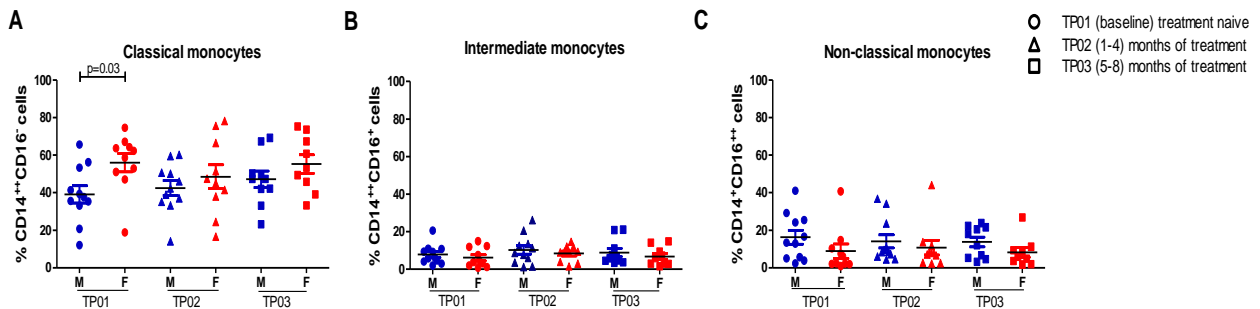 A
Classical monocytes
p=0.03
% CD14++CD16- cells
100
80
60
40
20
0
M F M F M F
TP01 TP02 TP03
B
Intermediate monocytes
% CD14++CD16+ cells
100
80
60
40
20
0
M F M F M F
TP01 TP02 TP03
C
Non-classical monocytes
% CD14+CD16++ cells
100
80
60
40
20
0
M F M F M F
TP01 TP02 TP03
TP01 (baseline) treatment naive
TP02 (1-4) months of treatment
TP03 (5-8) months of treatment